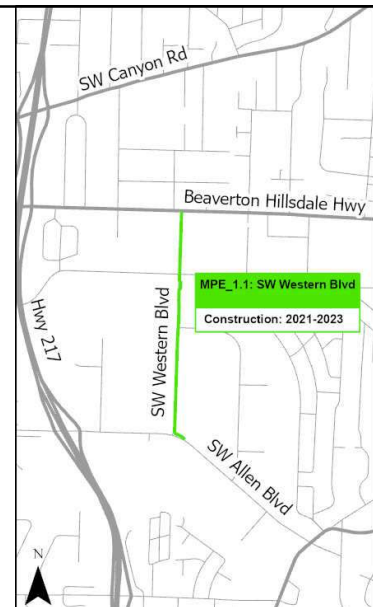 SW Canyon Rd
Beaverton Hillsdale Hwy
MPE_1.1: SW Western Blvd
Construction: 2021-2023
Hwy 217
SW Western Blvd
SW Allen Blvd
N